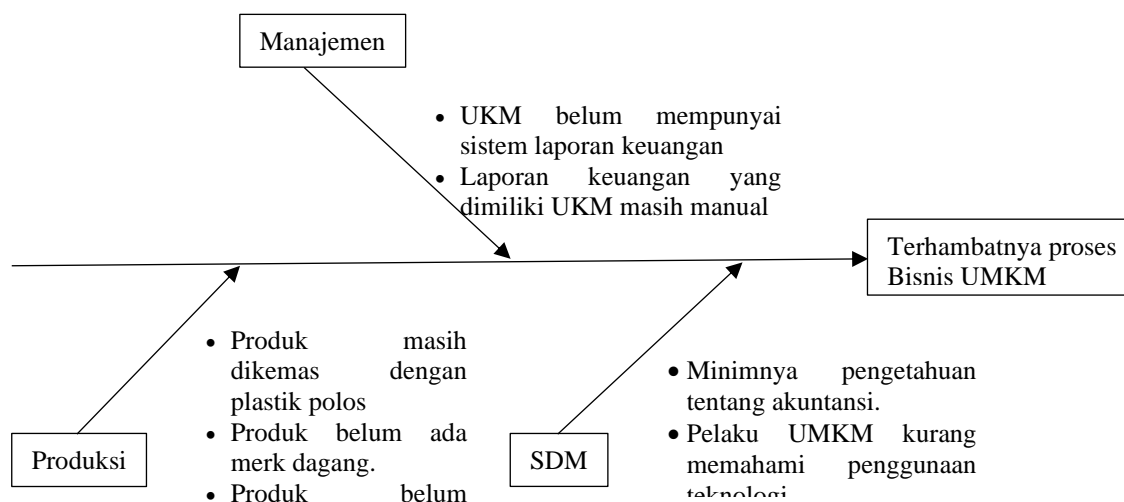 Manajemen
• UKM belum mempunyai
sistem laporan keuangan
• Laporan keuangan yang
dimiliki UKM masih manual
Terhambatnya proses
Bisnis UMKM
• Produk masih
dikemas dengan
plastik polos
• Produk belum ada
merk dagang.
• Produk belum
Produksi
SDM
• Minimnya pengetahuan
tentang akuntansi.
• Pelaku UMKM kurang
memahami penggunaan
teknologi